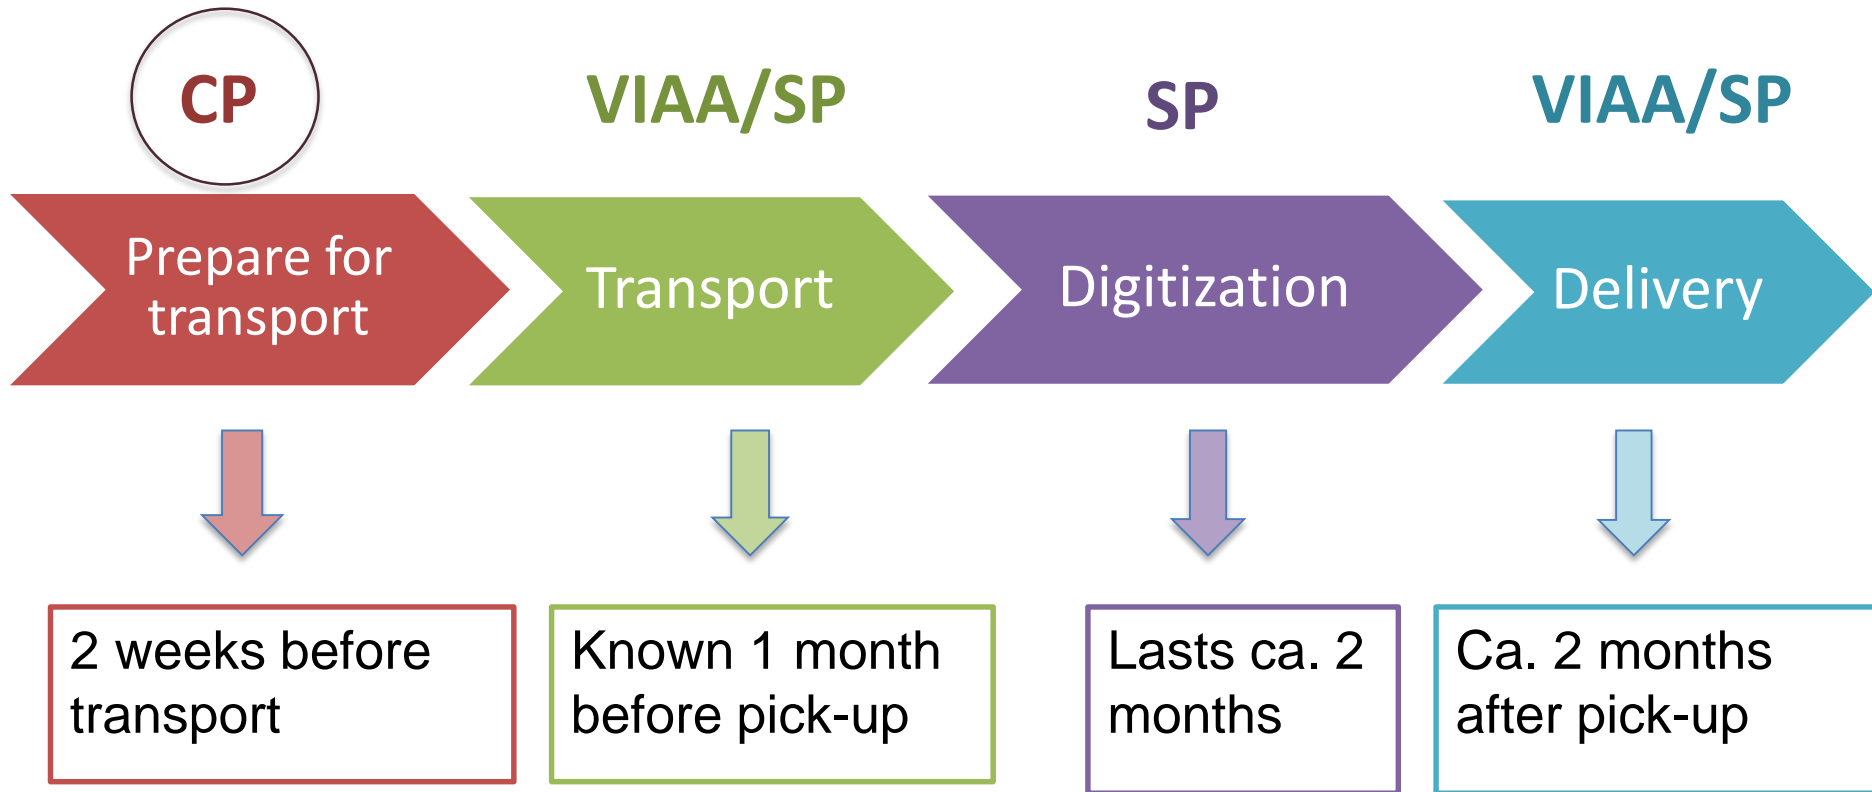 CP
VIAA/SP
SP
VIAA/SP
Prepare for
transport
Transport
Digitization
Delivery
2 weeks before
transport
Known 1 month
before pick-up
Lasts ca. 2
months
Ca. 2 months
after pick-up